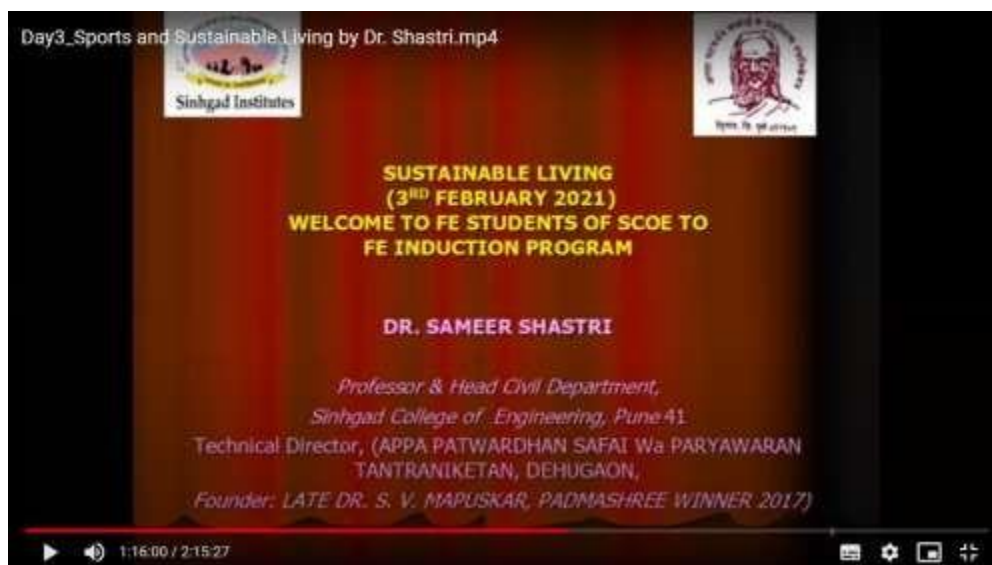 Day3_Sports and Sustainable Living by Dr. Shastri.mp4
Sinhgad Institutes
SUSTAINABLE LIVING
(3RD FEBRUARY 2021)
WELCOME TO FE STUDENTS OF SCOE TO
FE INDUCTION PROGRAM
DR. SAMEER SHASTRI
Professor & Head Civil Department,
Sinhgad College of Engineering, Pune 41
Technical Director, (APPA PATWARDHAN SAFAI Wa PARYAWARAN
TANTRANIKETAN, DEHUGAON,
Founder: LATE DR. S. V. MAPUSKAR, PADMASHREE WINNER 2017)
1:16:00 / 2:15:27